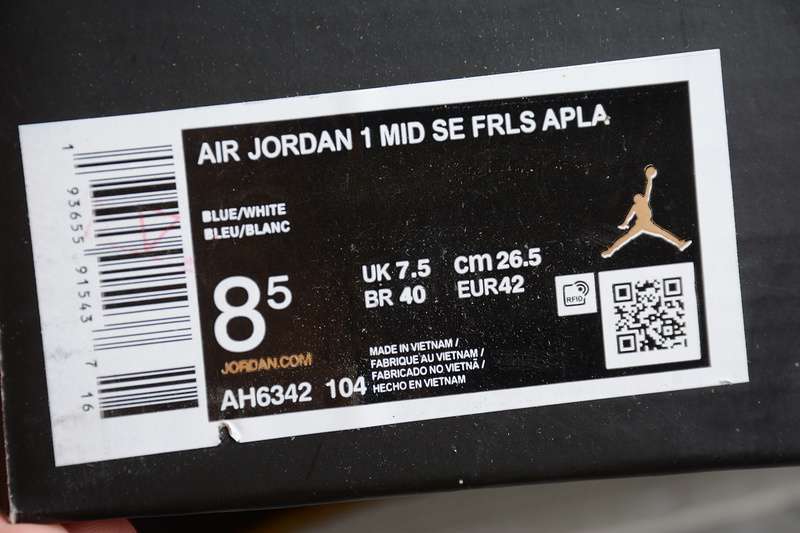 AIR JORDAN 1 MID SE FRLS APLA
BLUE/WHITE
BLEU/BLANC
8 5
UK 7.5 cm 26.5
BR 40 EUR42
RFID
JORDAN.COM
AH6342 104
MADE IN VIETNAM /
FABRIQUE AU VIETNAM /
FABRICADO NO VIETNÃ /
HECHO EN VIETNAM
1 93655 91543 7 16